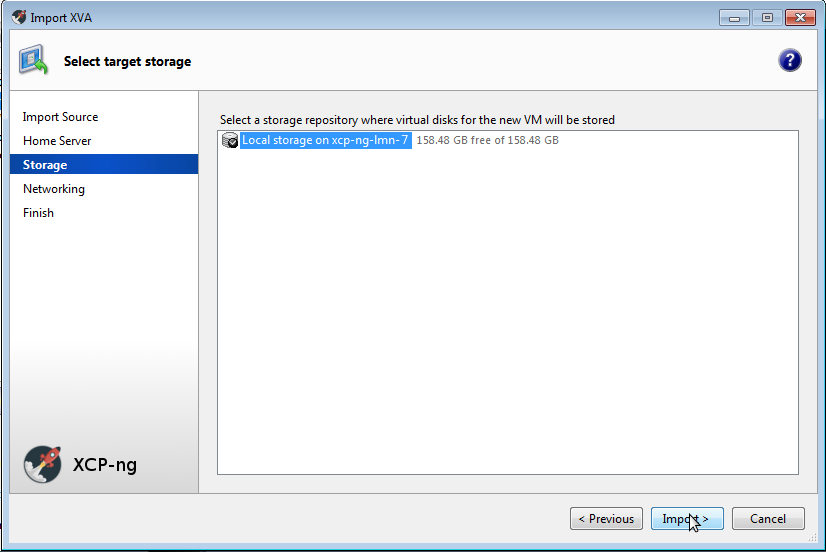 Import XVA
Select target storage
?
Import Source
Home Server
Storage
Networking
Finish
Select a storage repository where virtual disks for the new VM will be stored
Local storage on xcp-ng-lmn-7 158.48 GB free of 158.48 GB
XCP-ng
< Previous
Import >
Cancel